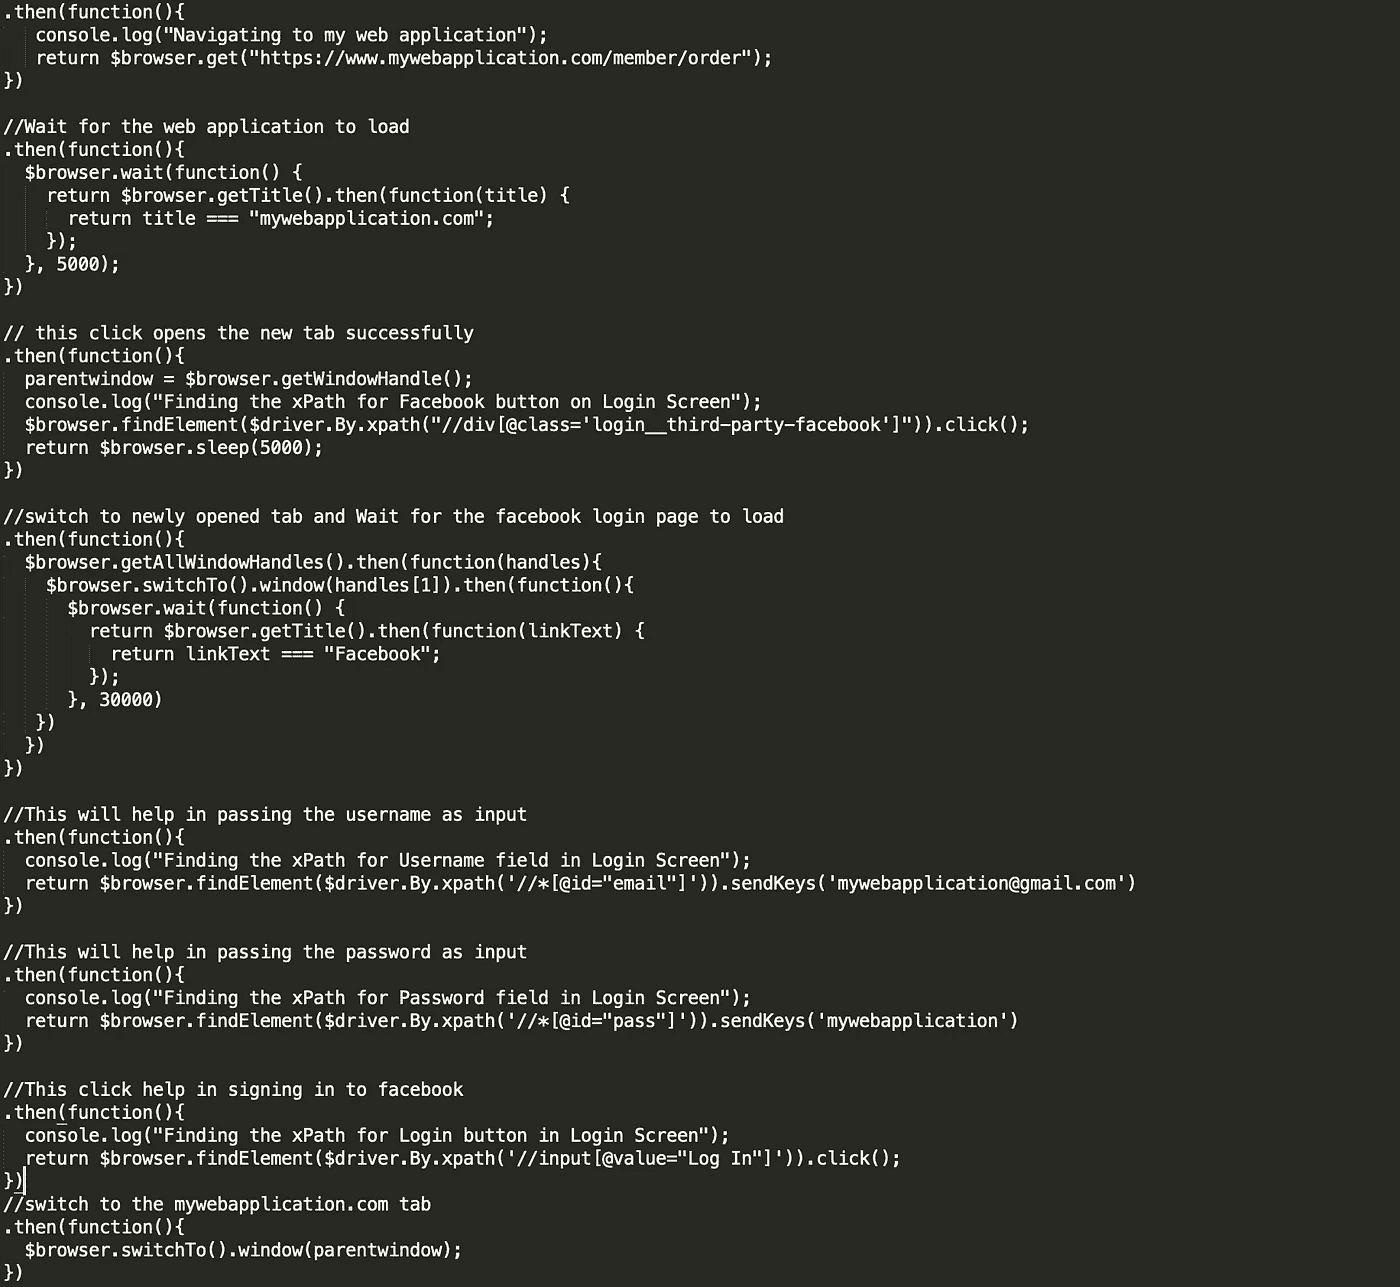 .then(function(){
console.log("Navigating to my web application");
return $browser.get("https://www.mywebapplication.com/member/order");
})
//Wait for the web application to load
.then(function(){
$browser.wait(function() {
return $browser.getTitle().then(function(title) {
return title === "mywebapplication.com";
});
}, 5000);
})
// this click opens the new tab successfully
.then(function(){
parentwindow = $browser.getWindowHandle();
console.log("Finding the xPath for Facebook button on Login Screen");
$browser.findElement($driver.By.xpath("//div[@class='login__third-party-facebook']")).click();
return $browser.sleep(5000);
})
//switch to newly opened tab and Wait for the facebook login page to load
.then(function(){
$browser.getAllWindowHandles().then(function(handles){
$browser.switchTo().window(handles[1]).then(function(){
$browser.wait(function() {
return $browser.getTitle().then(function(linkText) {
return linkText === "Facebook";
});
}, 30000)
})
})
})
//This will help in passing the username as input
.then(function(){
console.log("Finding the xPath for Username field in Login Screen");
return $browser.findElement($driver.By.xpath('//*[@id="email"]')).sendKeys('mywebapplication@gmail.com')
})
//This will help in passing the password as input
.then(function(){
console.log("Finding the xPath for Password field in Login Screen");
return $browser.findElement($driver.By.xpath('//*[@id="pass"]')).sendKeys('mywebapplication')
})
//This click help in signing in to facebook
.then(function(){
console.log("Finding the xPath for Login button in Login Screen");
return $browser.findElement($driver.By.xpath('//input[@value="Log In"]')).click();
})
//switch to the mywebapplication.com tab
.then(function(){
$browser.switchTo().window(parentwindow);
})